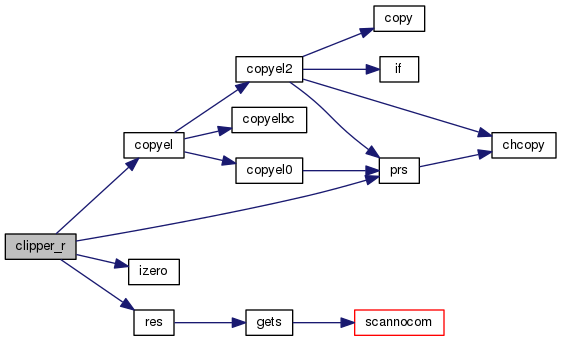 copy
copyel2
if
copyelbc
copyel
chcopy
copyel0
prs
clipper_r
izero
res
gets
scannocom